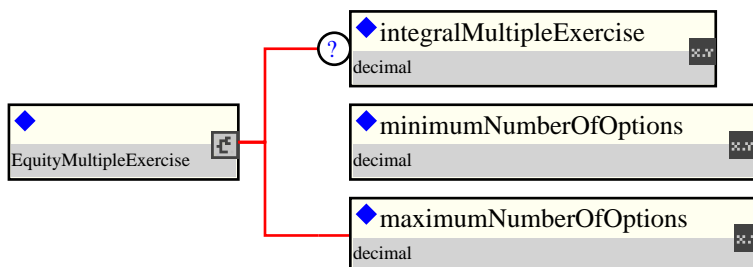 integralMultipleExercise
?
decimal
x.Y
minimumNumberOfOptions
EquityMultipleExercise
decimal
maximumNumberOfOptions
decimal